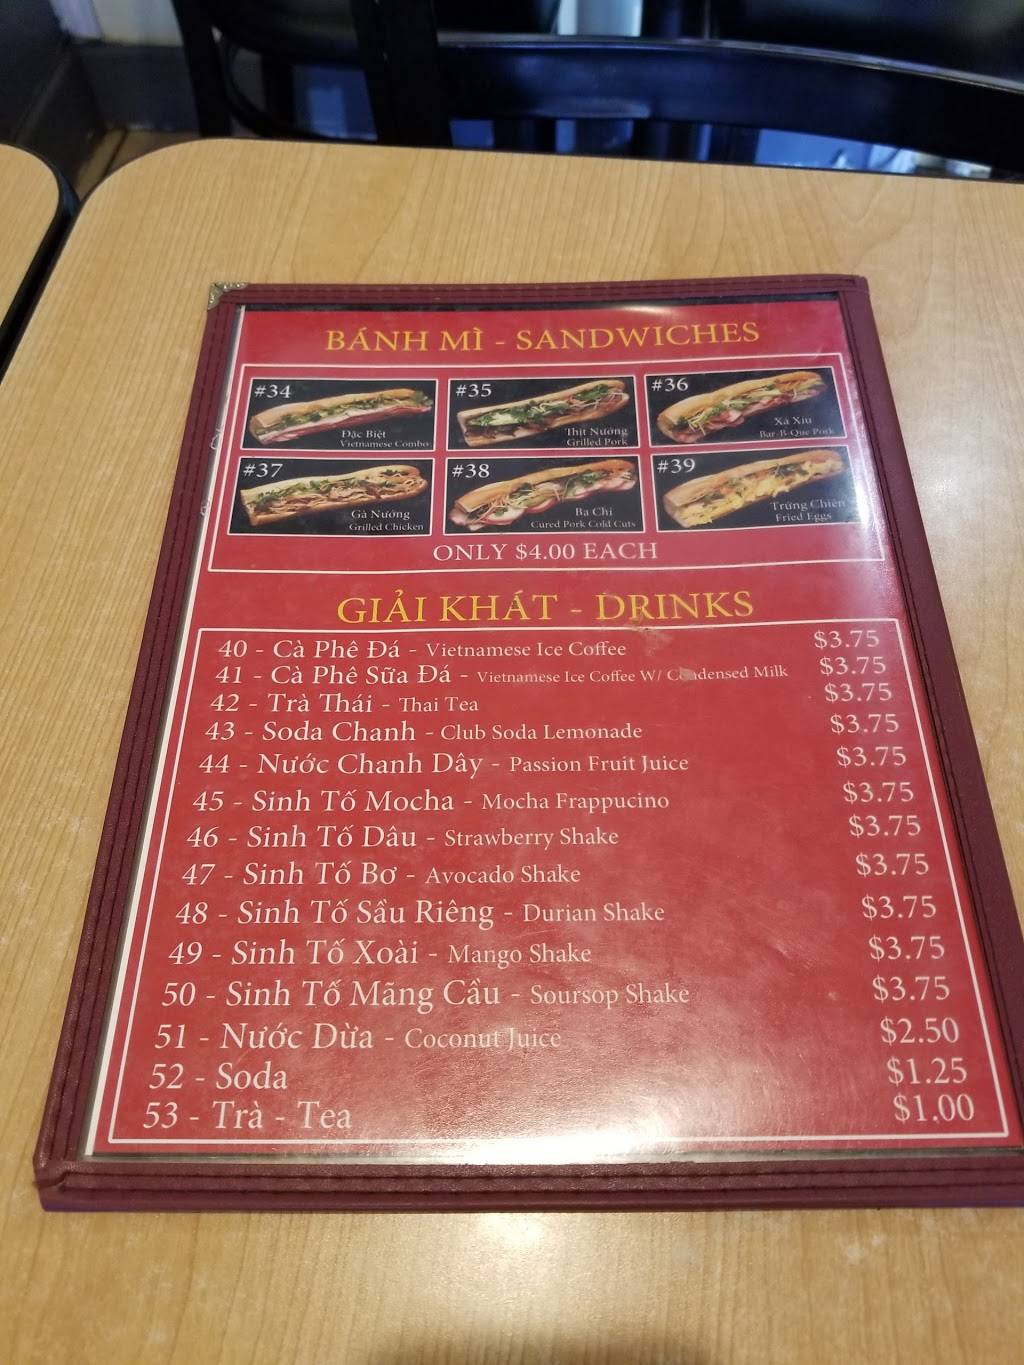 BÁNH MÌ - SANDWICHES
#34
Đặc Biệt
Vietnamese Combo
#35
Thịt Nướng
Grilled Pork
#36
Xá Xíu
Bar-B-Que Pork
#37
Gà Nướng
Grilled Chicken
#38
Ba Chỉ
Cured Pork Cold Cuts
#39
Trứng Chiên
Fried Eggs
ONLY $4.00 EACH
GIẢI KHÁT - DRINKS
40 - Cà Phê Đá - Vietnamese Ice Coffee $3.75
41 - Cà Phê Sữa Đá - Vietnamese Ice Coffee W/ Condensed Milk $3.75
42 - Trà Thái - Thai Tea $3.75
43 - Soda Chanh - Club Soda Lemonade $3.75
44 - Nước Chanh Dây - Passion Fruit Juice $3.75
45 - Sinh Tố Mocha - Mocha Frappucino $3.75
46 - Sinh Tố Dâu - Strawberry Shake $3.75
47 - Sinh Tố Bơ - Avocado Shake $3.75
48 - Sinh Tố Sầu Riêng - Durian Shake $3.75
49 - Sinh Tố Xoài - Mango Shake $3.75
50 - Sinh Tố Mãng Cầu - Soursop Shake $3.75
51 - Nước Dừa - Coconut Juice $2.50
52 - Soda $1.25
53 - Trà - Tea $1.00